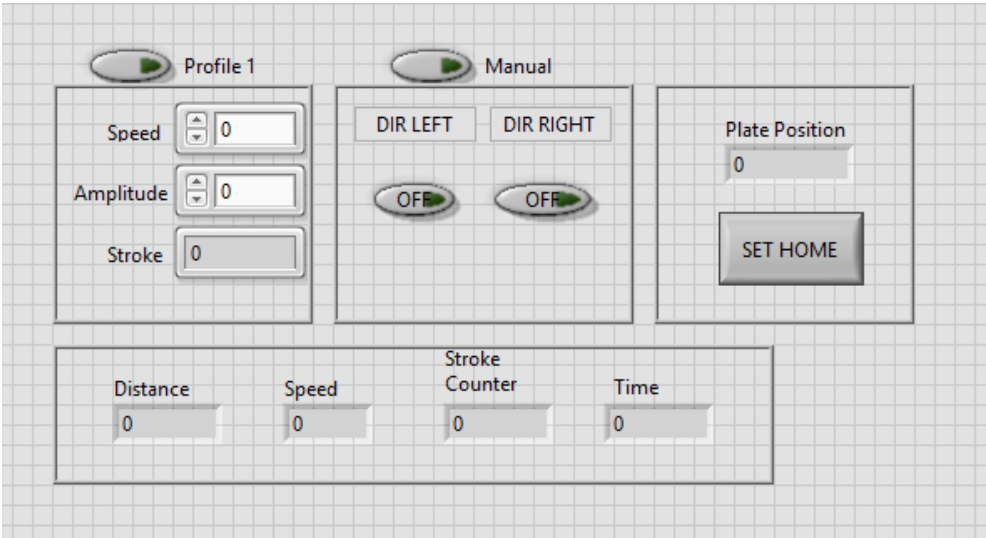 Profile 1
Manual
Speed
0
Amplitude
0
Stroke
0
DIR LEFT
DIR RIGHT
OFF
OFF
Plate Position
0
SET HOME
Distance
0
Speed
0
Stroke
Counter
0
Time
0